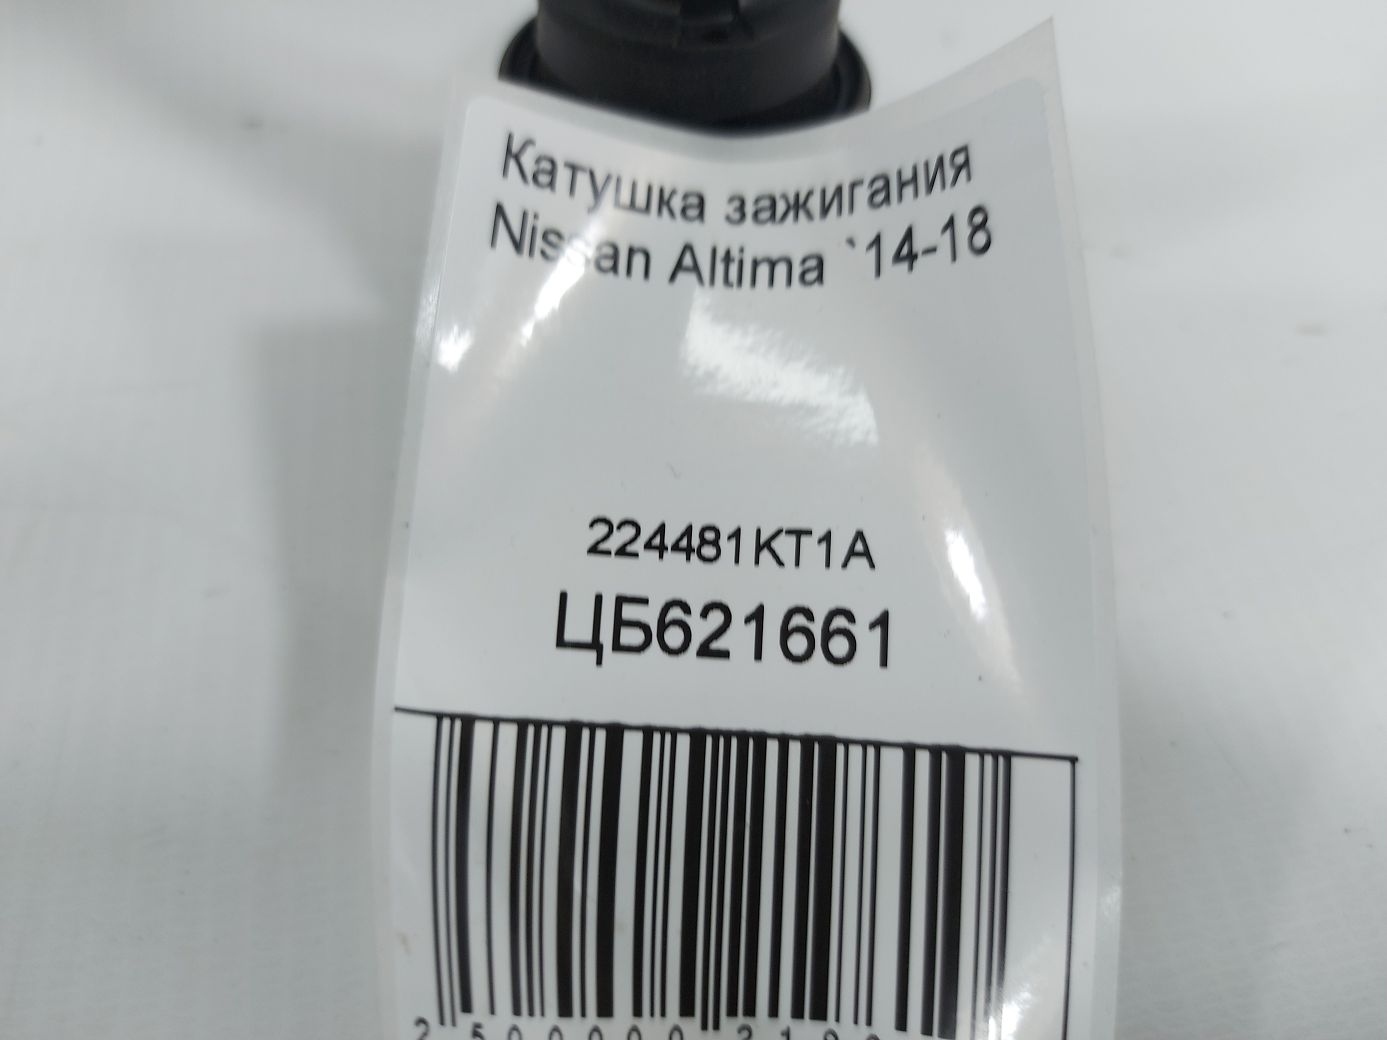 Катушка зажигания
Nissan Altima `14-18
224481KT1A
ЦБ621661